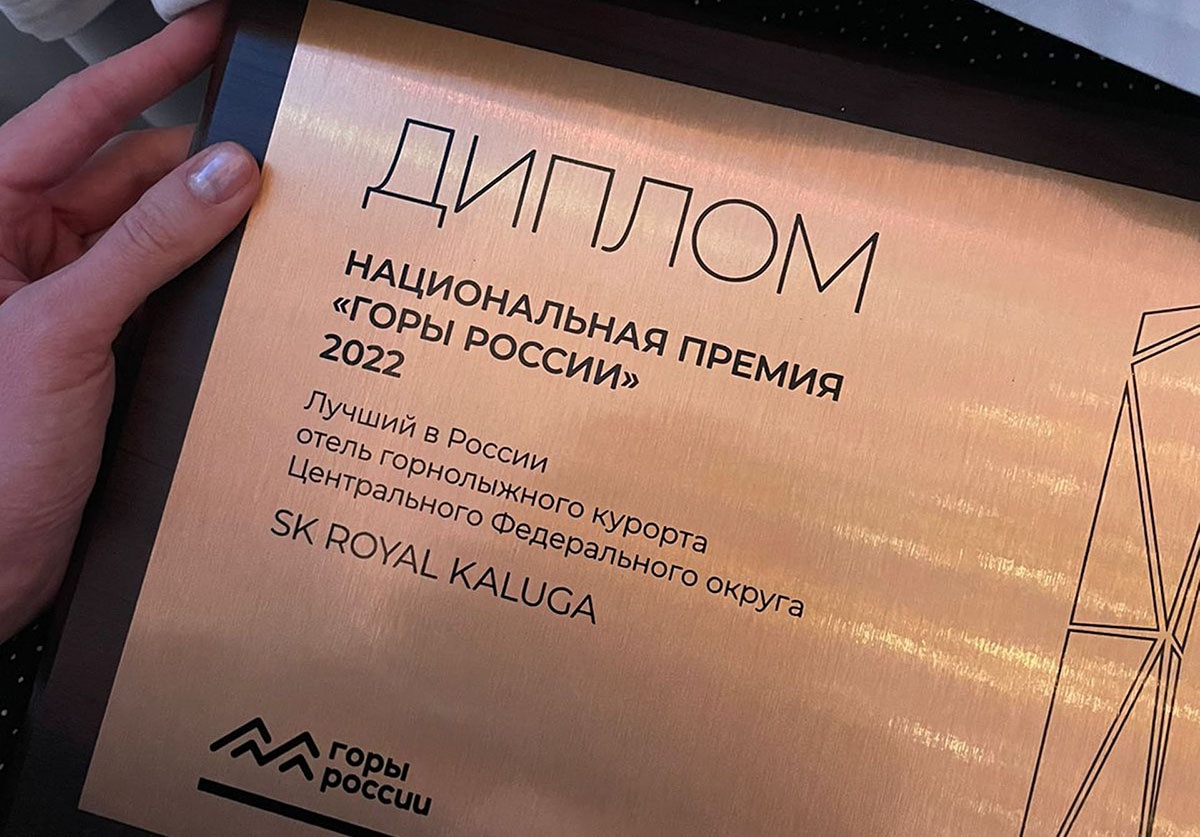 ДИПЛОМ
НАЦИОНАЛЬНАЯ ПРЕМИЯ
«ГОРЫ РОССИИ»
2022
Лучший в России
отель горнолыжного курорта
Центрального Федерального округа
SK ROYAL KALUGA
горы
россии